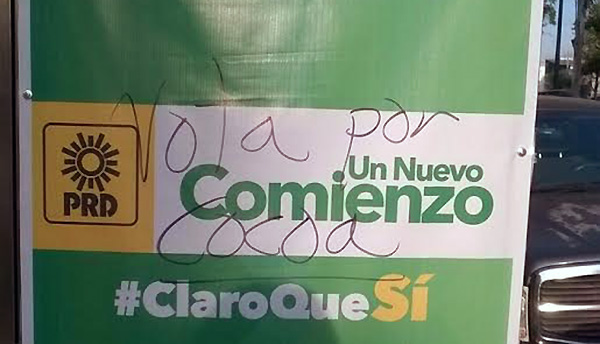 Vota por
PRD
Un Nuevo
Comienzo
Cocoa
#ClaroQueSí